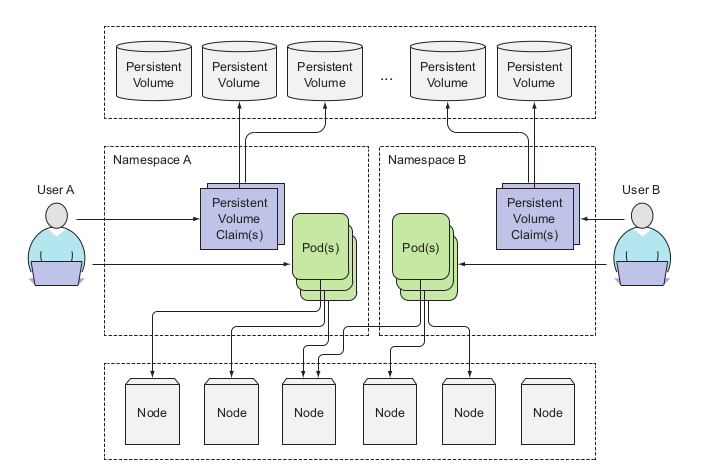 Persistent
Volume
Persistent
Volume
Persistent
Volume
...
Persistent
Volume
Persistent
Volume
Namespace A
Namespace B
User A
User B
Persistent
Volume
Claim(s)
Persistent
Volume
Claim(s)
Pod(s)
Pod(s)
Node
Node
Node
Node
Node
Node